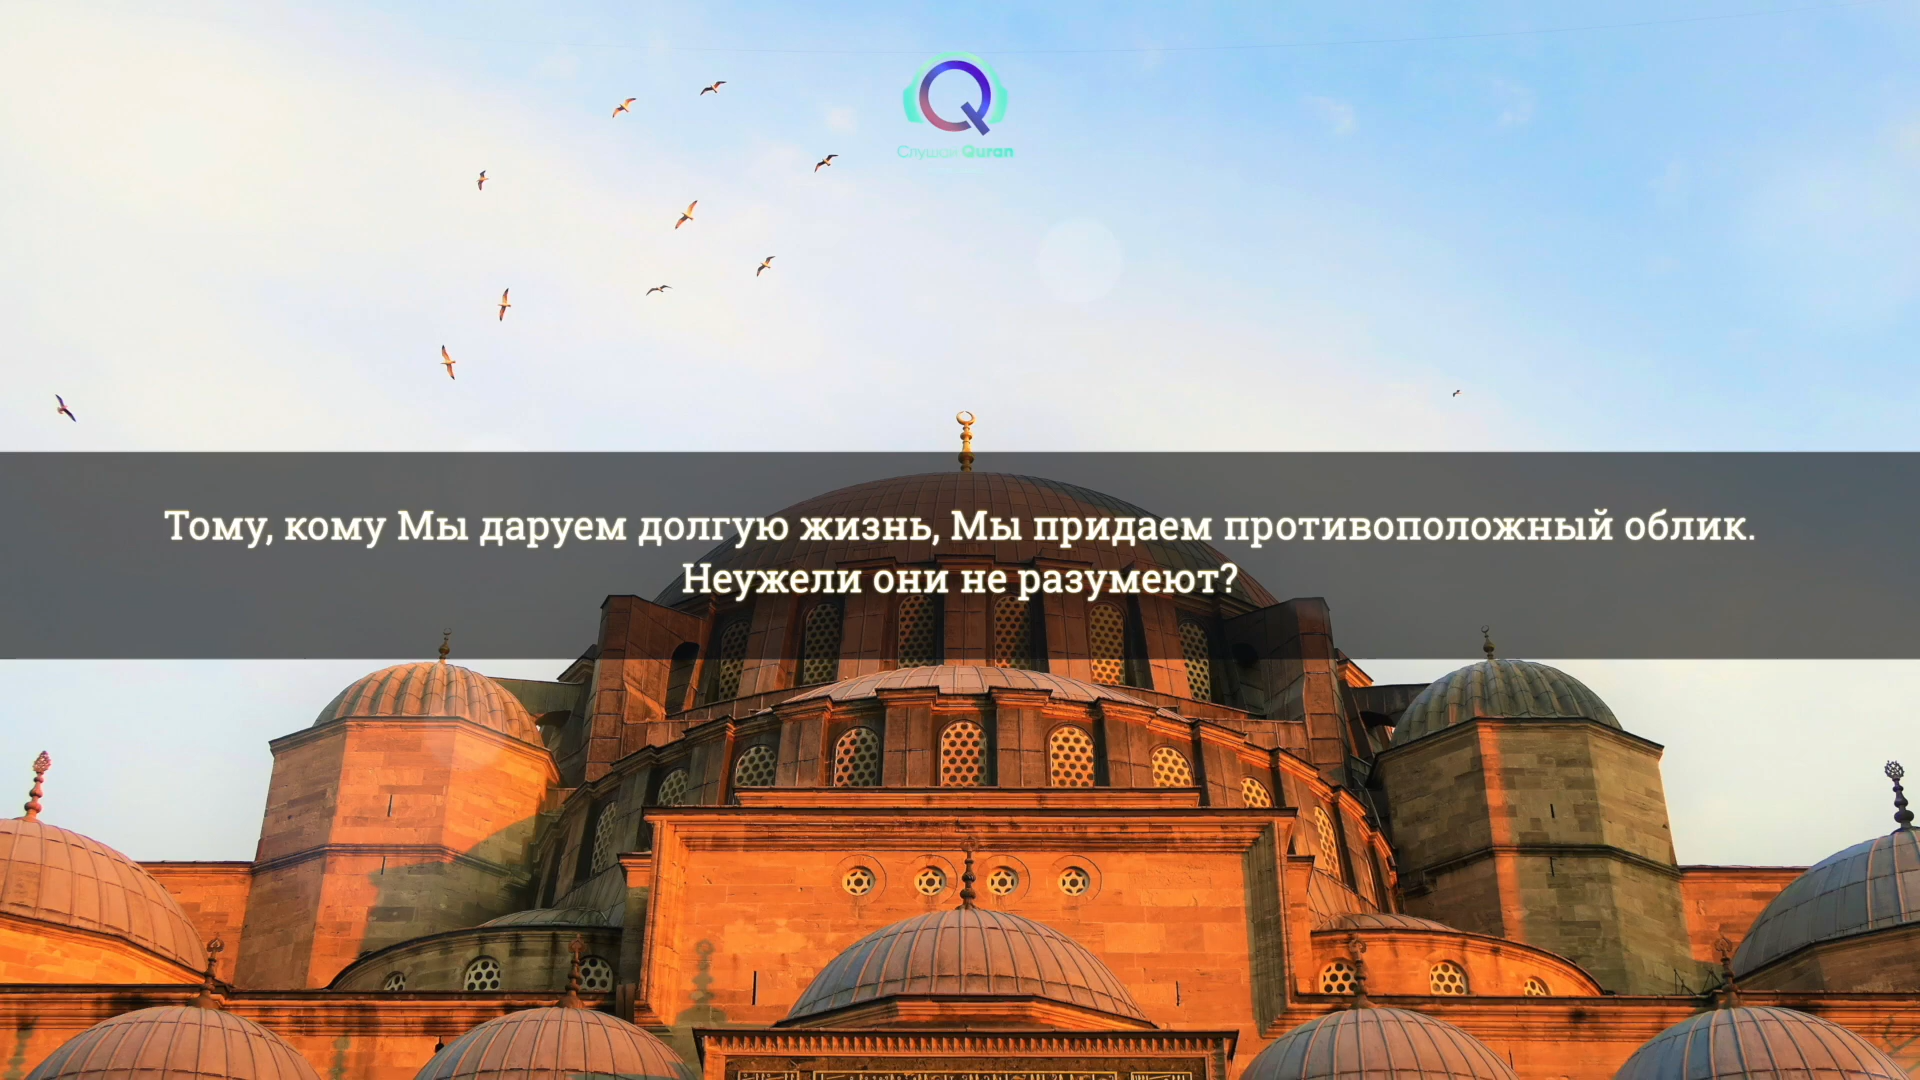 Слушай Quran
Тому, кому Мы даруем долгую жизнь, Мы придаем противоположный облик.
Неужели они не разумеют?